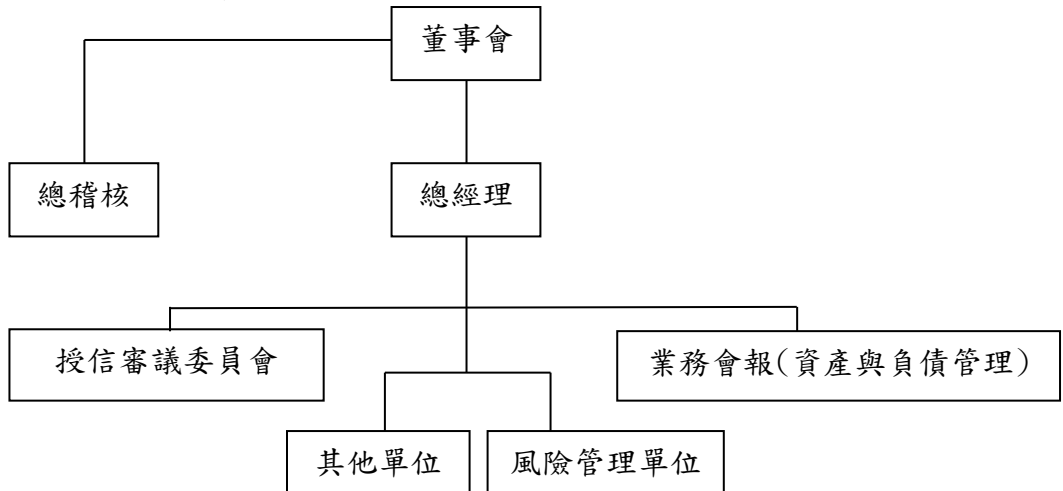 董事會
總稽核
總經理
授信審議委員會
業務會報(資產與負債管理)
其他單位
風險管理單位